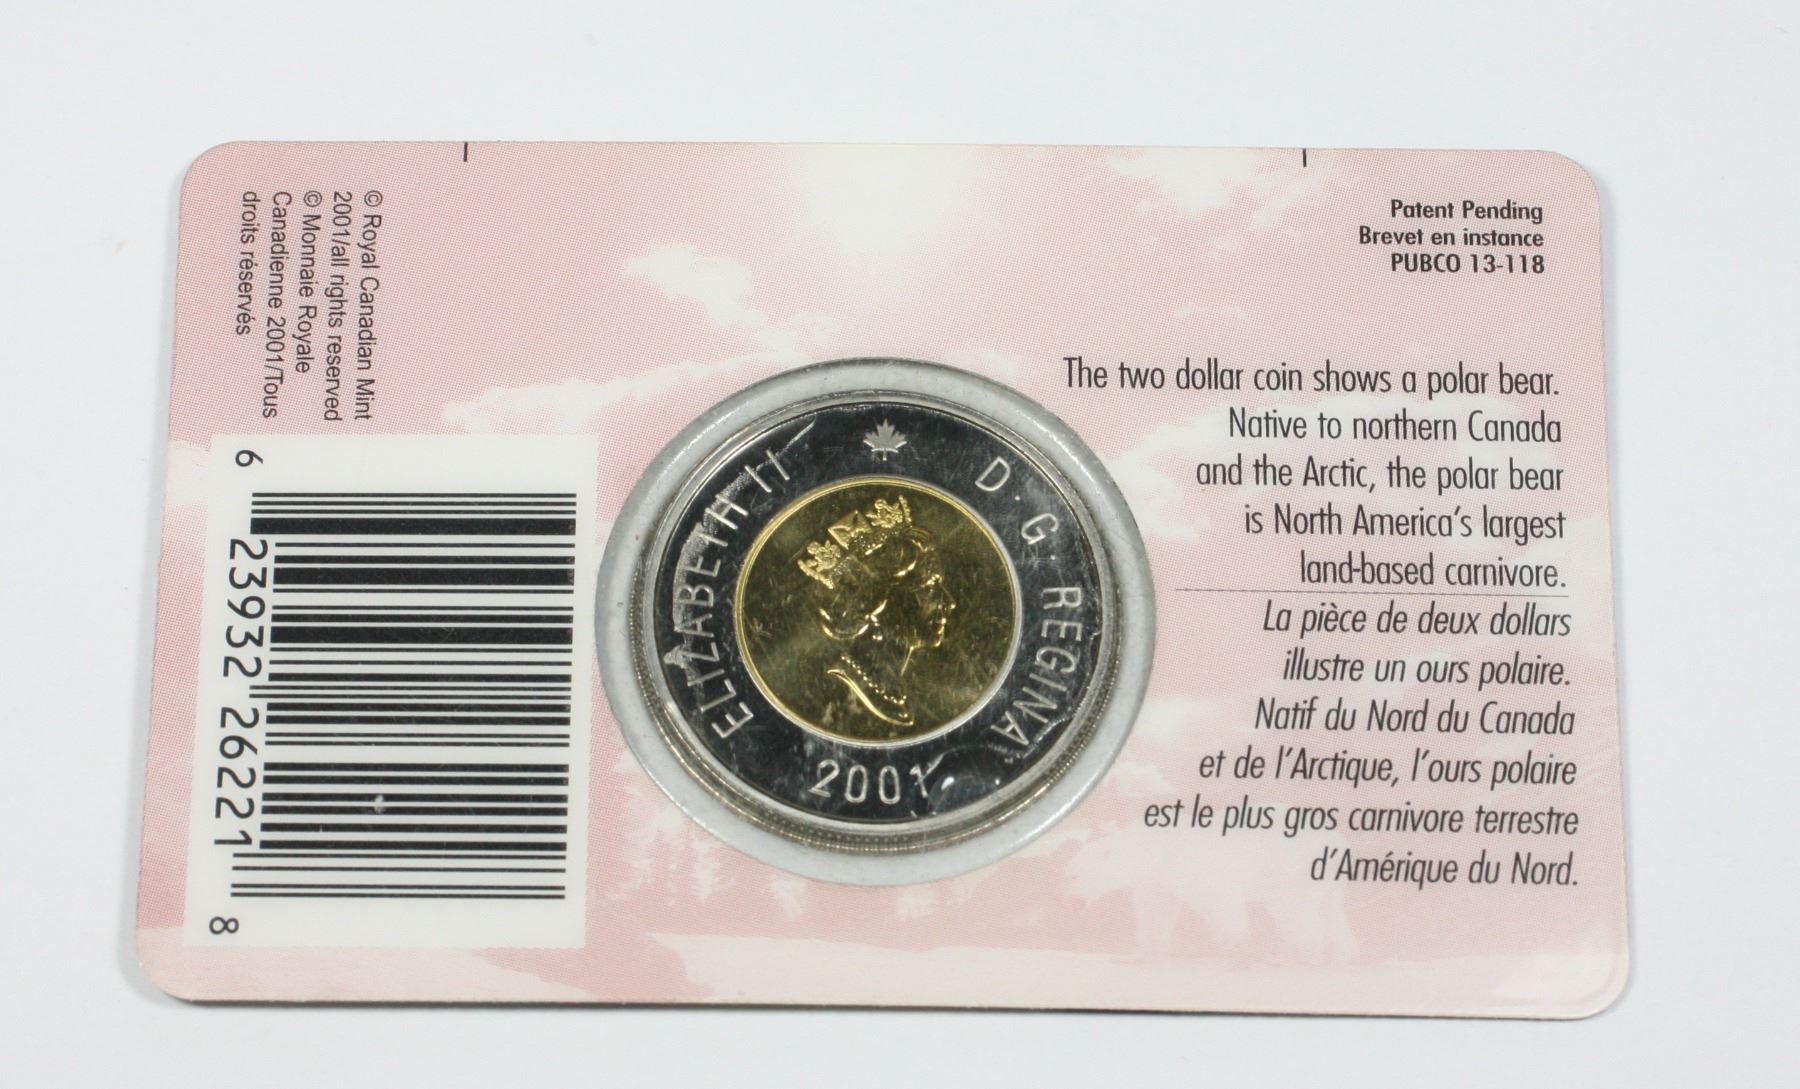 © Royal Canadian Mint
2001/all rights reserved
© Monnaie Royale
Canadienne 2001/Tous
droits réservés
6 23932 26221 8
ELIZABETH II D. G. REGINA
2001
Patent Pending
Brevet en instance
PUBCO 13-118
The two dollar coin shows a polar bear.
Native to northern Canada
and the Arctic, the polar bear
is North America's largest
land-based carnivore.
La pièce de deux dollars
illustre un ours polaire.
Natif du Nord du Canada
et de l'Arctique, l'ours polaire
est le plus gros carnivore terrestre
d'Amérique du Nord.